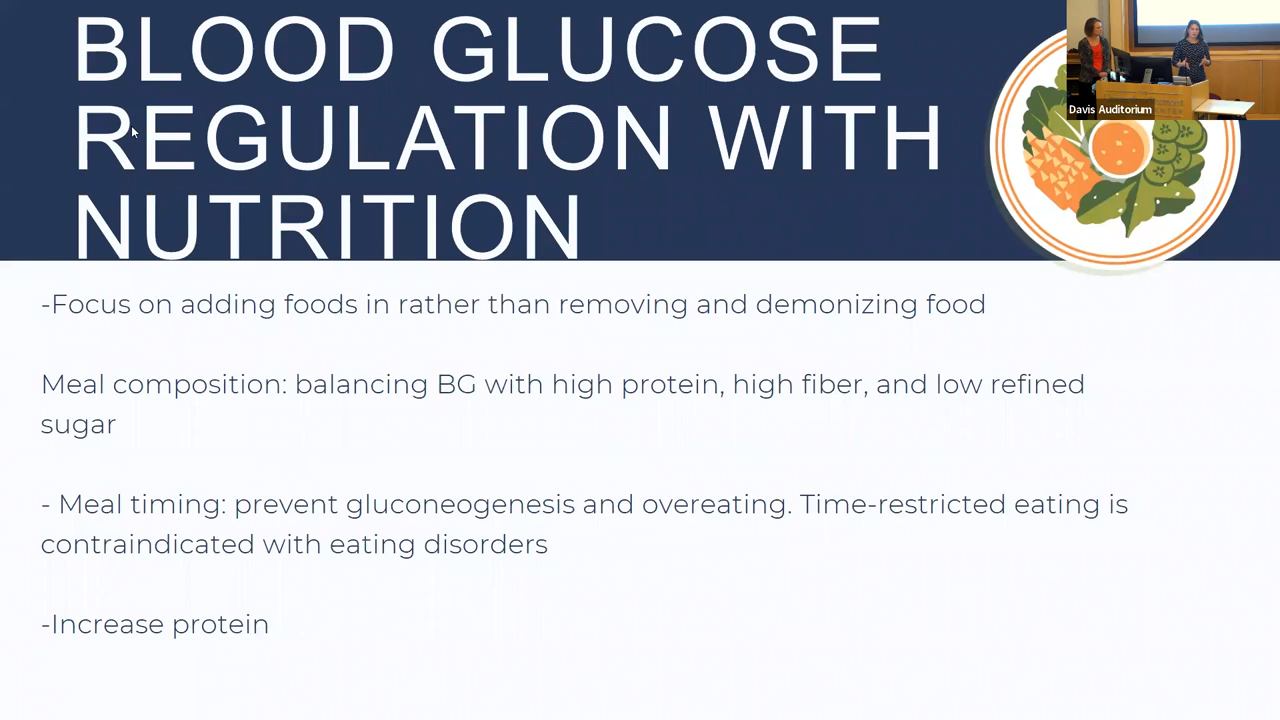 BLOOD GLUCOSE
REGULATION WITH
NUTRITION
Davis Auditorium
-Focus on adding foods in rather than removing and demonizing food
Meal composition: balancing BG with high protein, high fiber, and low refined
sugar
- Meal timing: prevent gluconeogenesis and overeating. Time-restricted eating is
contraindicated with eating disorders
-Increase protein